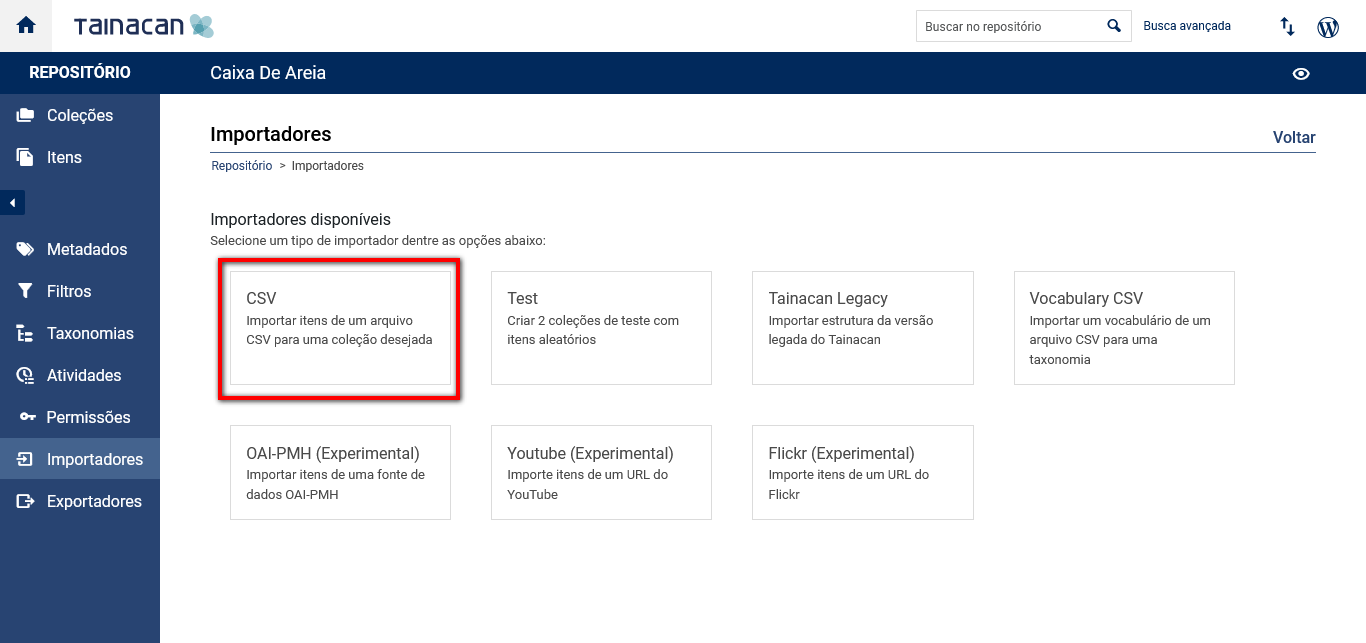 TAINACAN
Buscar no repositório
Busca avançada
REPOSITÓRIO
Caixa De Areia
Coleções
Itens
Metadados
Filtros
Taxonomias
Atividades
Permissões
Importadores
Exportadores
Importadores
Voltar
Repositório > Importadores
Importadores disponíveis
Selecione um tipo de importador dentre as opções abaixo:
CSV
Importar itens de um arquivo
CSV para uma coleção desejada
Test
Criar 2 coleções de teste com
itens aleatórios
Tainacan Legacy
Importar estrutura da versão
legada do Tainacan
Vocabulary CSV
Importar um vocabulário de um
arquivo CSV para uma
taxonomia
OAI-PMH (Experimental)
Importar itens de uma fonte de
dados OAI-PMH
Youtube (Experimental)
Importe itens de um URL do
YouTube
Flickr (Experimental)
Importe itens de um URL do
Flickr